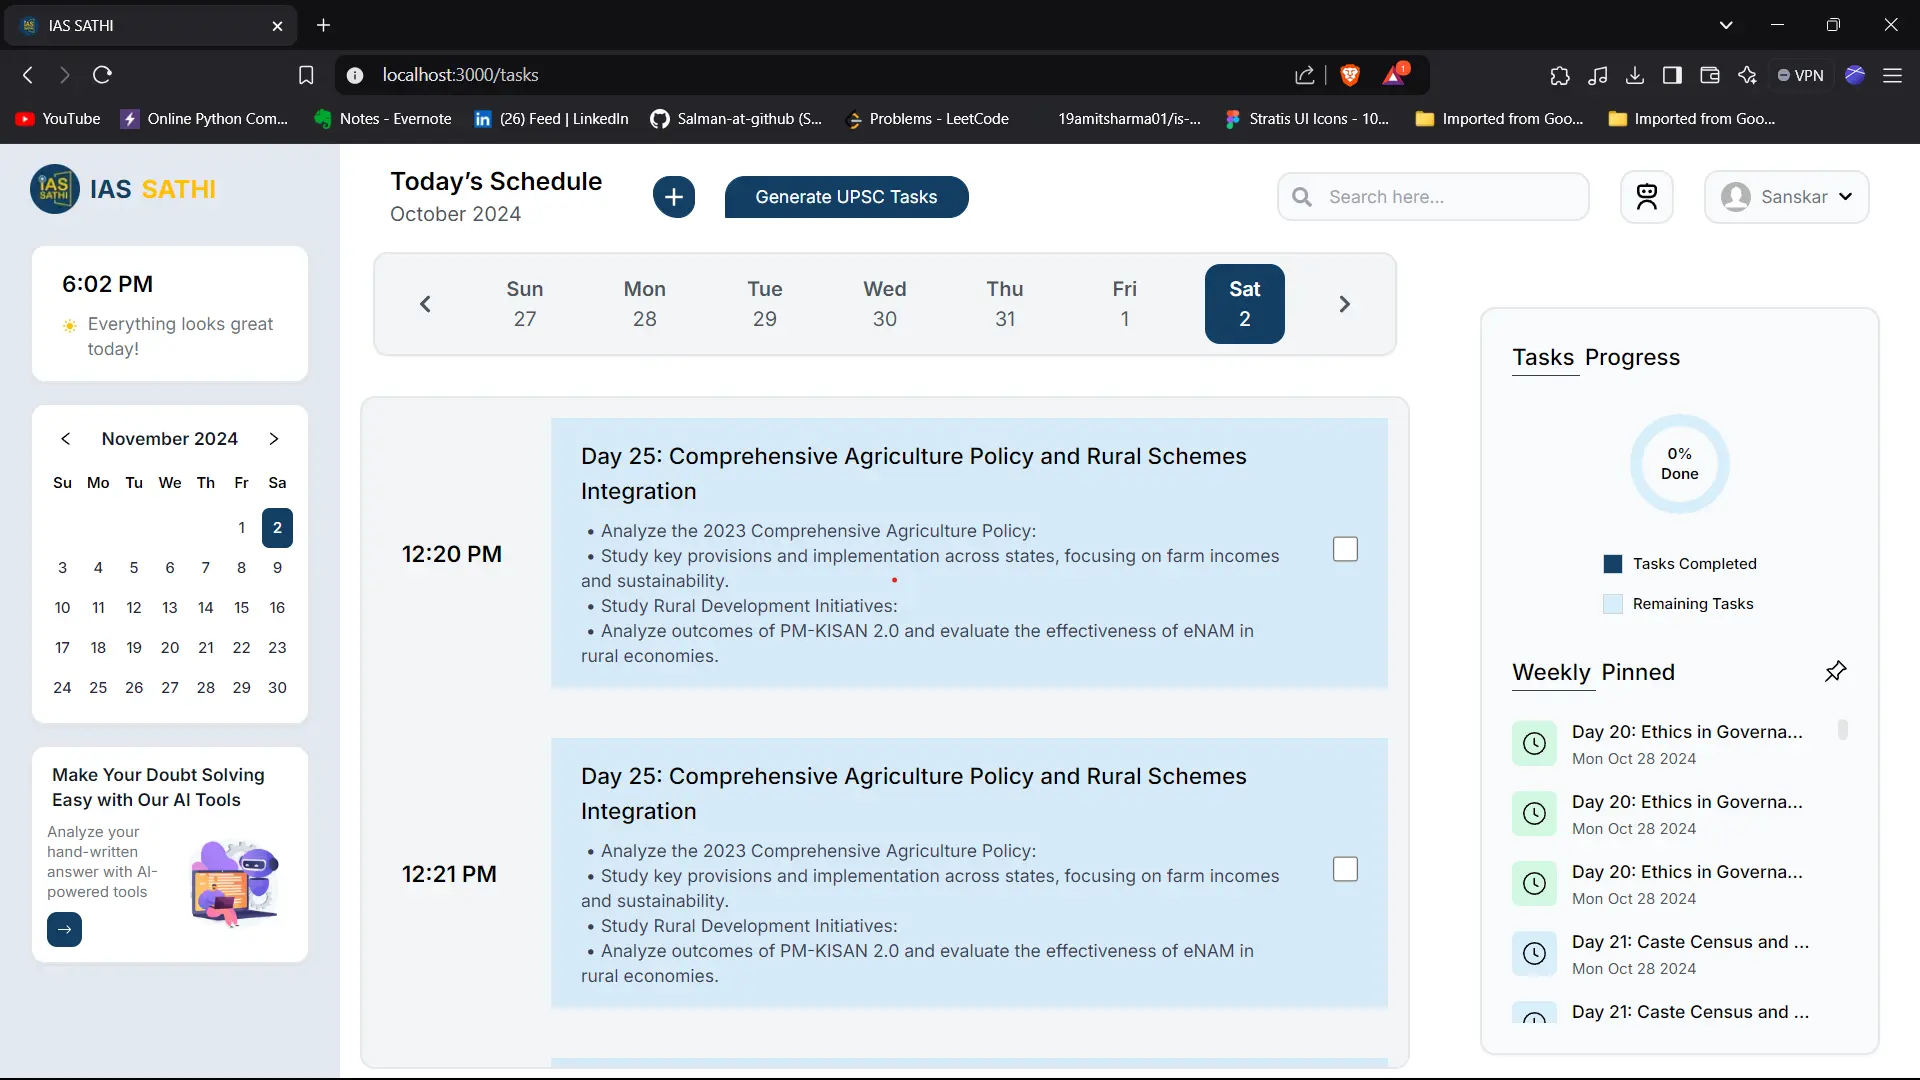 IAS SATHI
localhost:3000/tasks
1
VPN
YouTube
Online Python Com...
Notes - Evernote
(26) Feed | LinkedIn
Salman-at-github (S...
Problems - LeetCode
19amitsharma01/is-...
Stratis UI Icons - 10...
Imported from Goo...
Imported from Goo...
IAS SATHI
IAS SATHI
6:02 PM
Everything looks great
today!
November 2024
Su Mo Tu We Th Fr Sa
1 2
3 4 5 6 7 8 9
10 11 12 13 14 15 16
17 18 19 20 21 22 23
24 25 26 27 28 29 30
Make Your Doubt Solving
Easy with Our AI Tools
Analyze your
hand-written
answer with AI-
powered tools
Today’s Schedule
October 2024
Generate UPSC Tasks
Search here...
Sanskar
Sun Mon Tue Wed Thu Fri Sat
27 28 29 30 31 1 2
12:20 PM
Day 25: Comprehensive Agriculture Policy and Rural Schemes
Integration
• Analyze the 2023 Comprehensive Agriculture Policy:
• Study key provisions and implementation across states, focusing on farm incomes
and sustainability.
• Study Rural Development Initiatives:
• Analyze outcomes of PM-KISAN 2.0 and evaluate the effectiveness of eNAM in
rural economies.
12:21 PM
Day 25: Comprehensive Agriculture Policy and Rural Schemes
Integration
• Analyze the 2023 Comprehensive Agriculture Policy:
• Study key provisions and implementation across states, focusing on farm incomes
and sustainability.
• Study Rural Development Initiatives:
• Analyze outcomes of PM-KISAN 2.0 and evaluate the effectiveness of eNAM in
rural economies.
Tasks Progress
0%
Done
Tasks Completed
Remaining Tasks
Weekly Pinned
Day 20: Ethics in Governa...
Mon Oct 28 2024
Day 20: Ethics in Governa...
Mon Oct 28 2024
Day 20: Ethics in Governa...
Mon Oct 28 2024
Day 21: Caste Census and ...
Mon Oct 28 2024
Day 21: Caste Census and ...